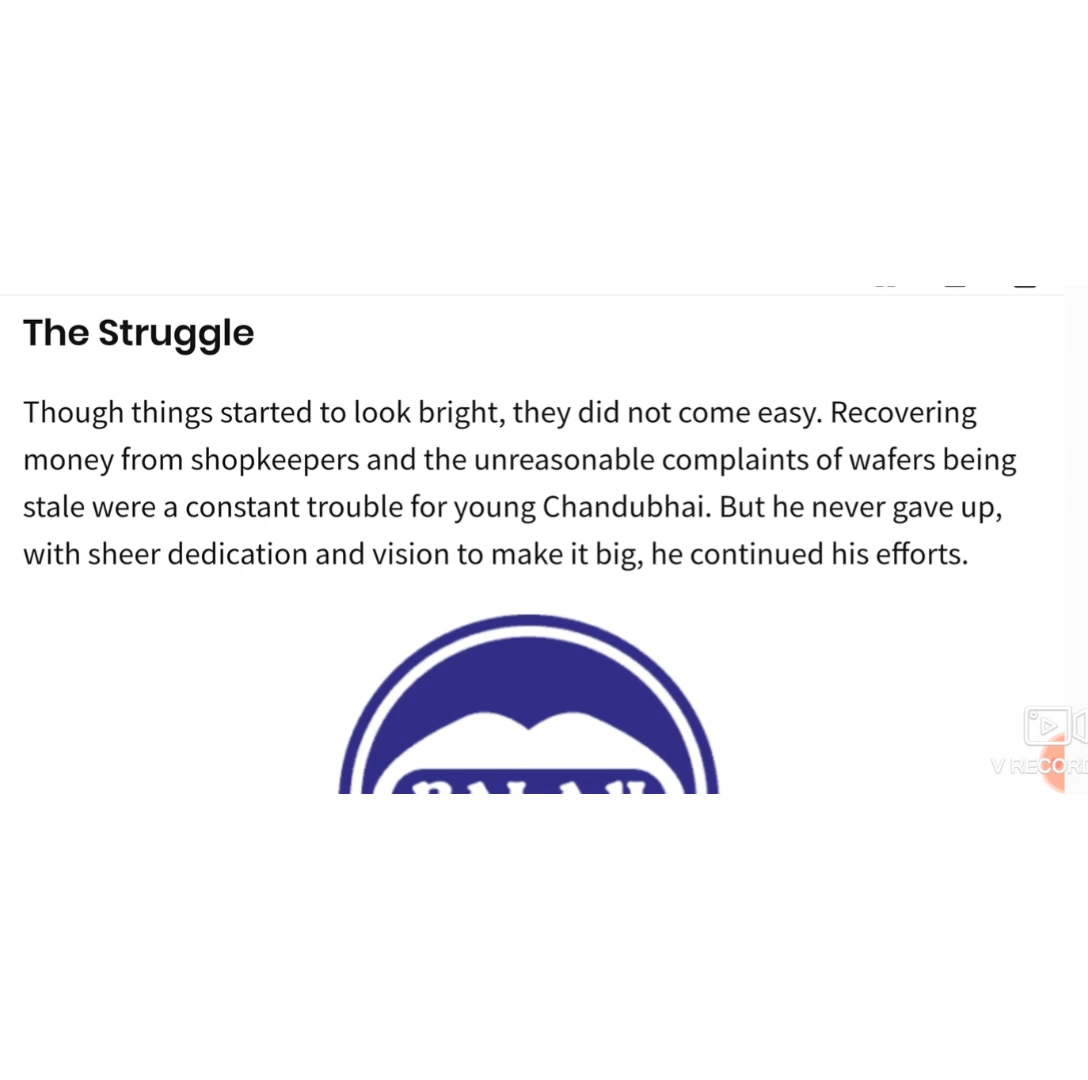 The Struggle
Though things started to look bright, they did not come easy. Recovering
money from shopkeepers and the unreasonable complaints of wafers being
stale were a constant trouble for young Chandubhai. But he never gave up,
with sheer dedication and vision to make it big, he continued his efforts.
V RECORD